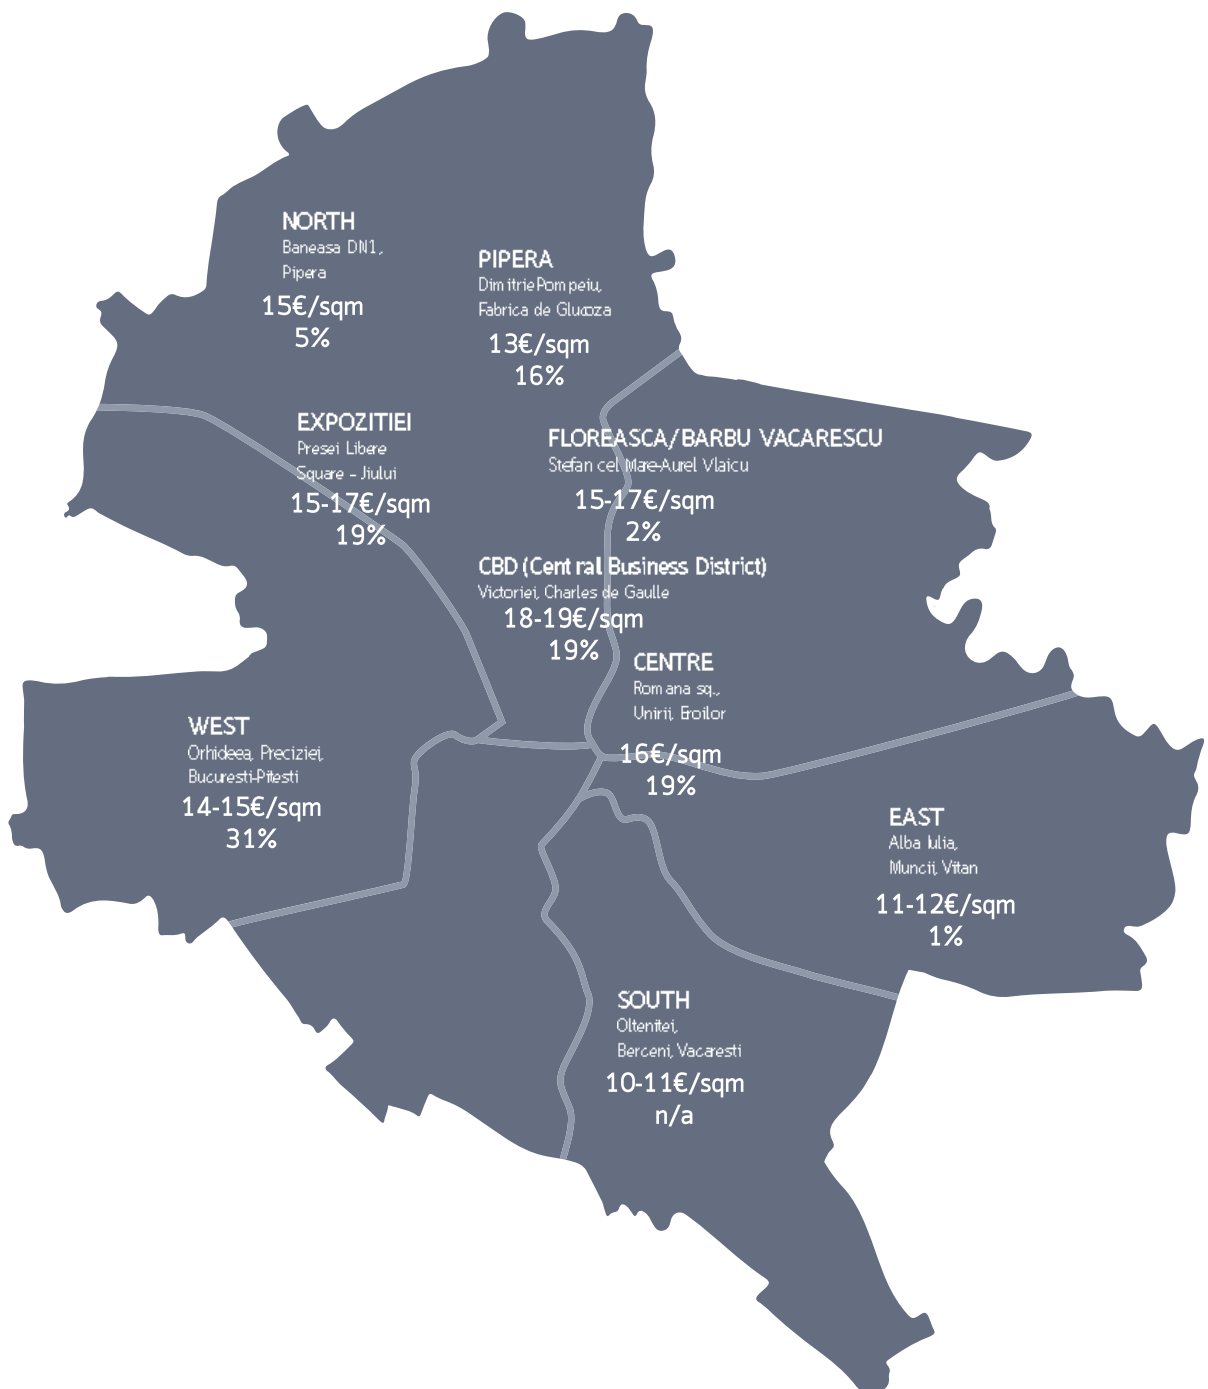 NORTH
Baneasa DN1,
Pipera
15€/sqm
5%
PIPERA
Dimitrie Pompeiu,
Fabrica de Glucoza
13€/sqm
16%
EXPOZITIEI
Presei Libere
Square - Jiului
15-17€/sqm
19%
FLOREASCA/BARBU VACARESCU
Stefan cel Mare-Aurel Vlaicu
15-17€/sqm
2%
CBD (Central Business District)
Victoriei, Charles de Gaulle
18-19€/sqm
19%
CENTRE
Romana sq.,
Unirii, Eroilor
16€/sqm
19%
WEST
Orhideea, Preciziei,
Bucuresti-Pitesti
14-15€/sqm
31%
EAST
Alba Iulia,
Muncii, Vitan
11-12€/sqm
1%
SOUTH
Oltenitei,
Berceni, Vacaresti
10-11€/sqm
n/a